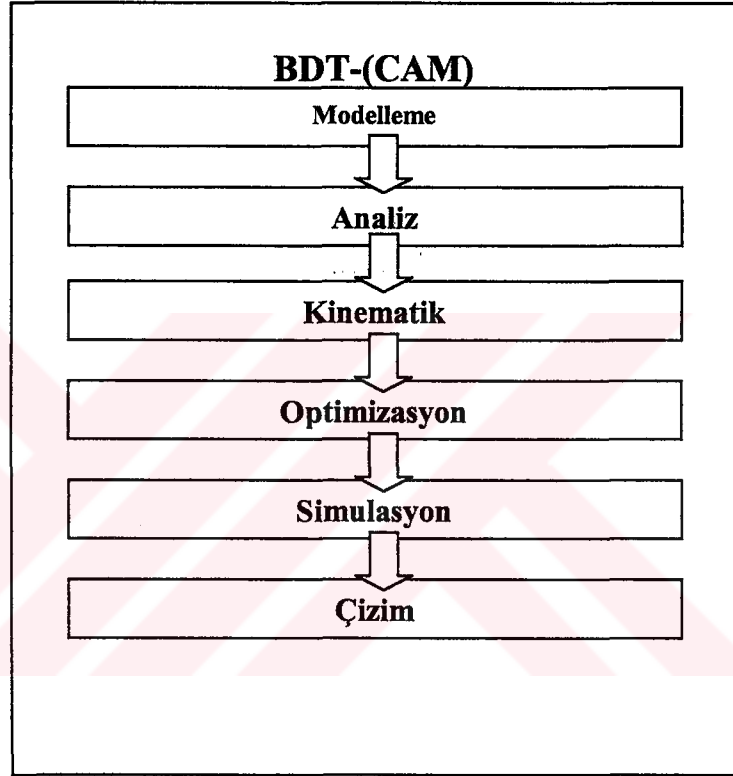 BDT-(CAM)
Modelleme
Analiz
Kinematik
Optimizasyon
Simulasyon
Çizim